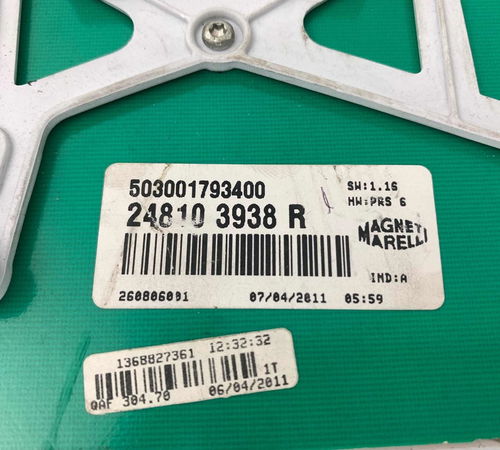 503001793400
SW:1.16
24810 3938 R
HW:PRS 6
MAGNETI
MARELLI
IND:A
260806001 07/04/2011 05:59
1368827361 12:32:32
1T
QAF 304.70 06/04/2011